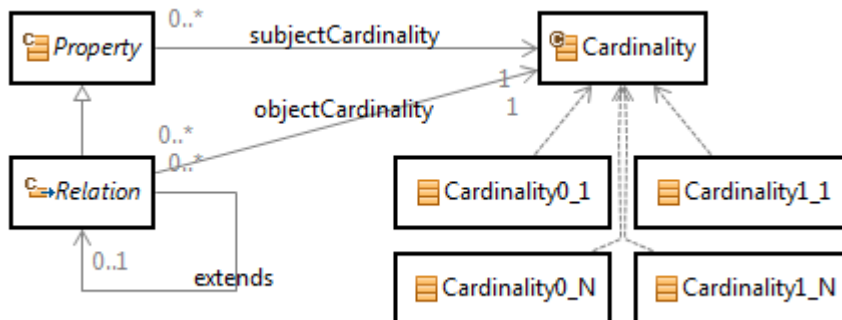 0..*
Property
subjectCardinality
Cardinality
1
objectCardinality
1
0..*
0..*
Relation
Cardinality0_1
Cardinality1_1
0..1
extends
Cardinality0_N
Cardinality1_N